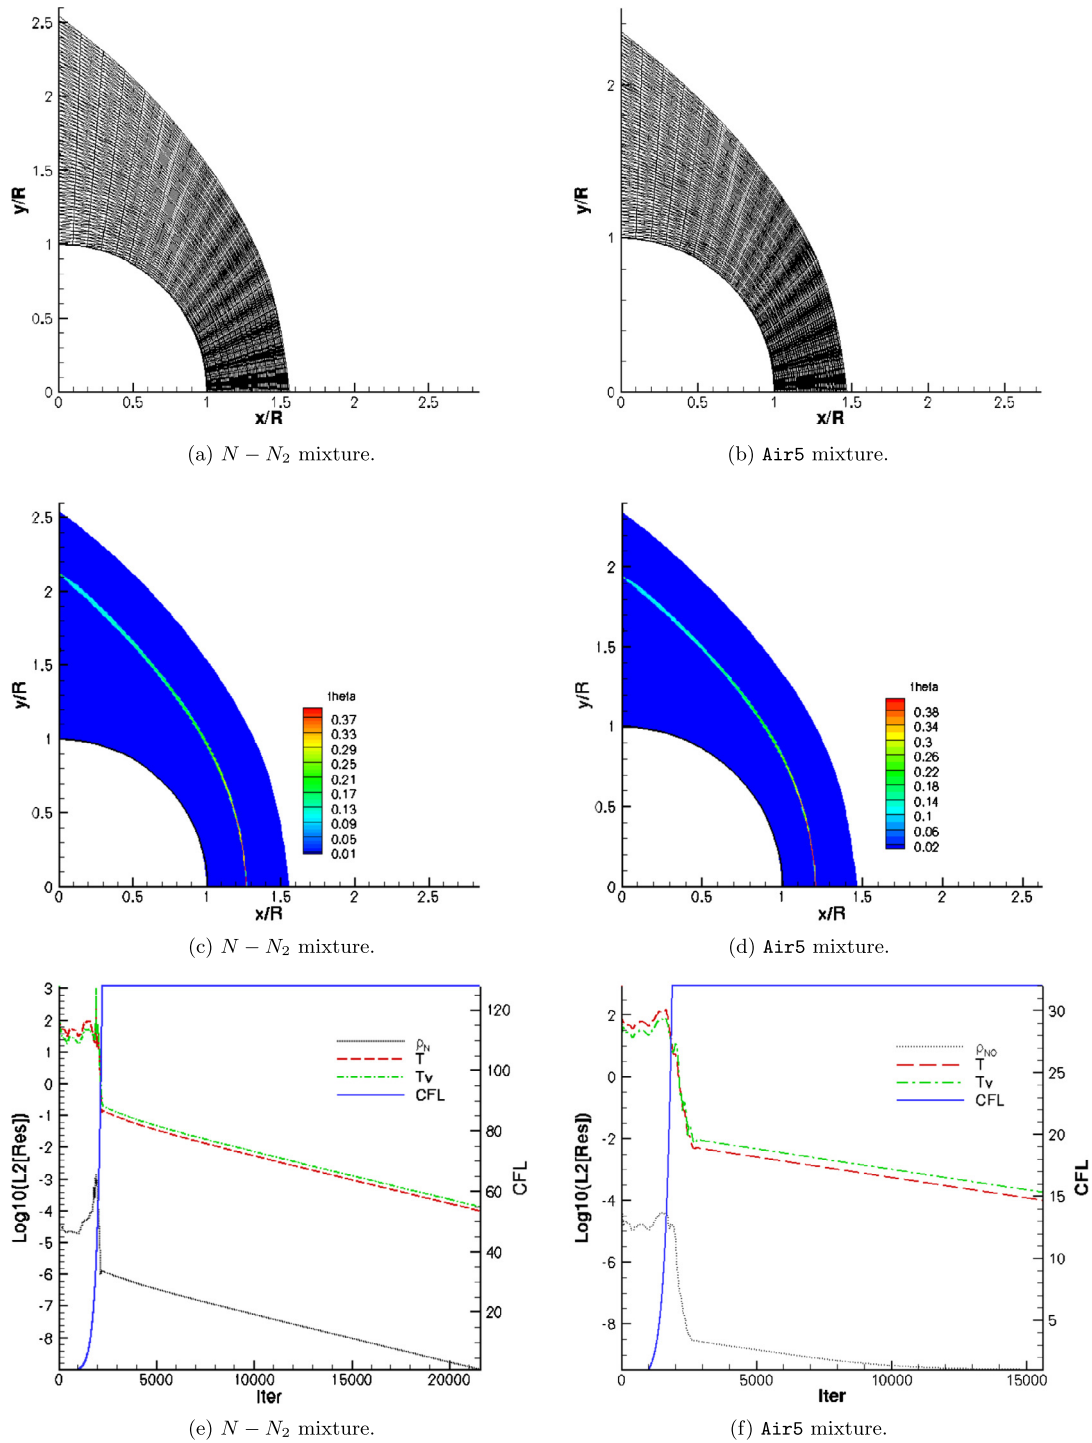 2.5
2
1.5
1
0.5
0
y/R
0 0.5 1 1.5 2 2.5
x/R
(a) N − N₂ mixture.
2
1
0
y/R
0 0.5 1 1.5 2 2.5
x/R
(b) Air5 mixture.
2.5
2
1.5
1
0.5
0
y/R
theta
0.37
0.33
0.29
0.25
0.21
0.17
0.13
0.09
0.05
0.01
0 0.5 1 1.5 2 2.5
x/R
(c) N − N₂ mixture.
2
1.5
1
0.5
0
y/R
theta
0.38
0.34
0.3
0.26
0.22
0.18
0.14
0.1
0.06
0.02
0 0.5 1 1.5 2 2.5
x/R
(d) Air5 mixture.
3
2
1
0
-1
-2
-3
-4
-5
-6
-7
-8
Log10(L2[Res])
ρN
T
Tv
CFL
120
100
80
60
40
20
CFL
0 5000 10000 15000 20000
Iter
(e) N − N₂ mixture.
2
0
-2
-4
-6
-8
Log10(L2[Res])
ρNO
T
Tv
CFL
30
25
20
15
10
5
CFL
0 5000 10000 15000
Iter
(f) Air5 mixture.